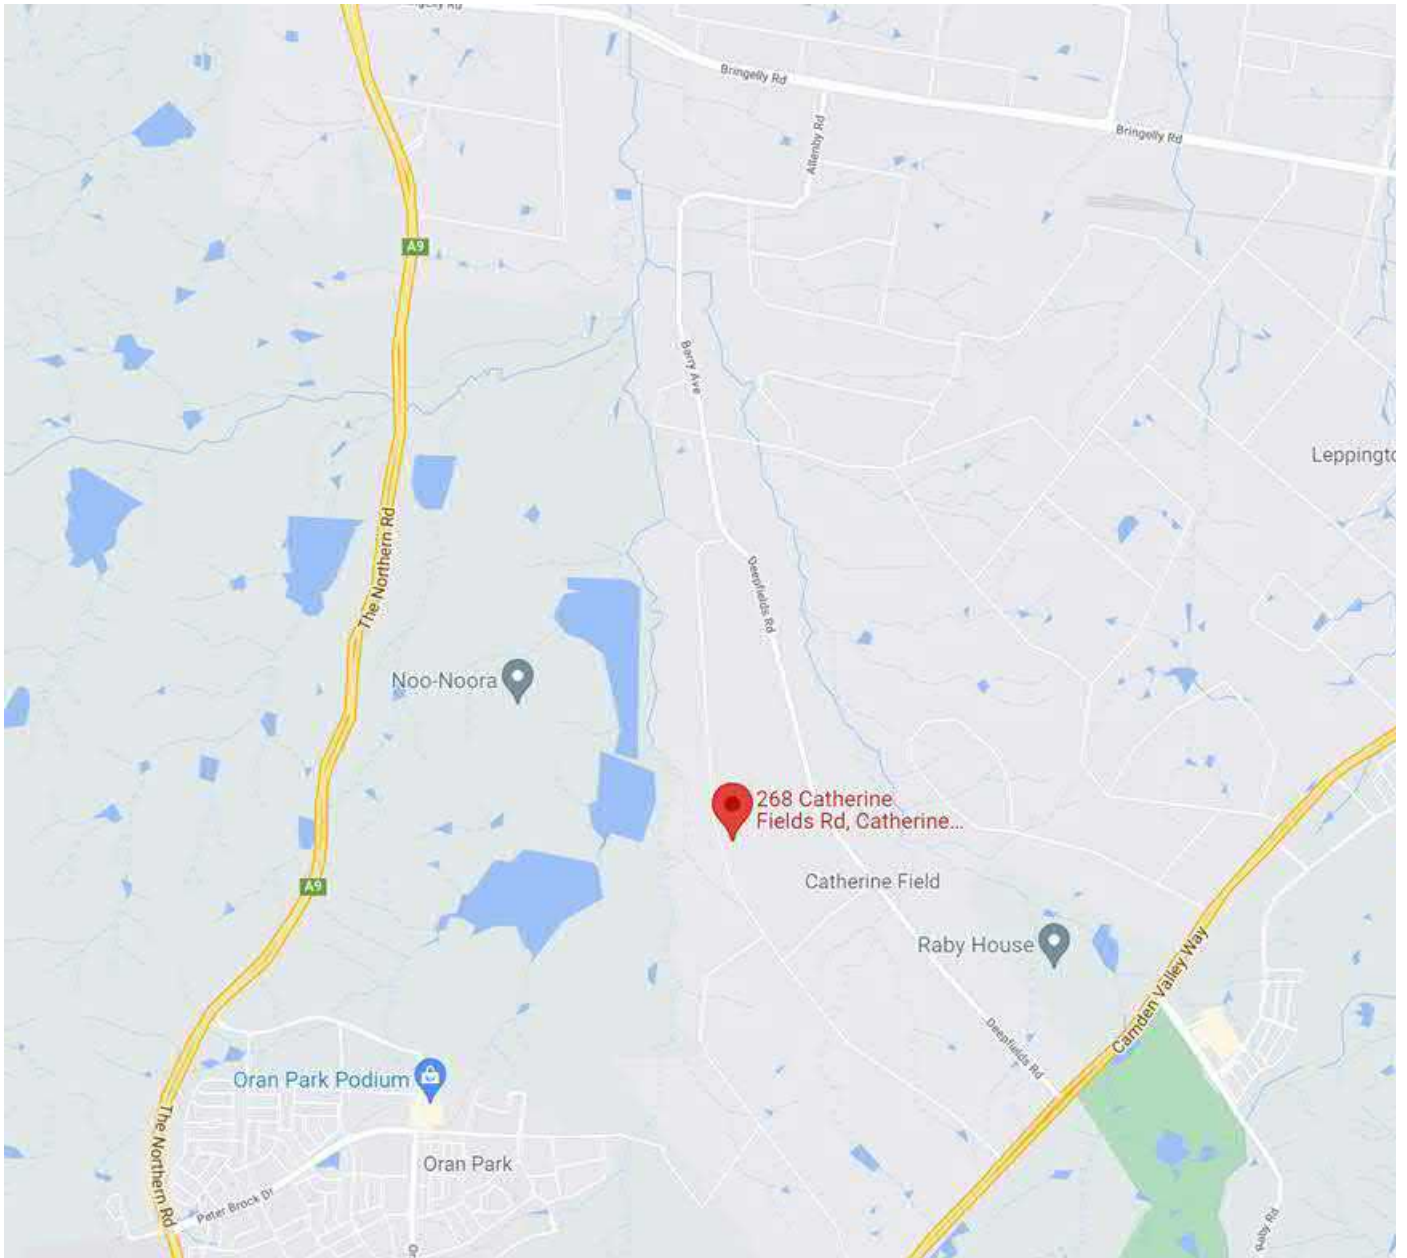 Bringelly Rd
Bringelly Rd
Allenby Rd
A9
Barry Ave
The Northern Rd
Deepfields Rd
Noo-Noora
268 Catherine
Fields Rd, Catherine...
Catherine Field
A9
Raby House
Camden Valley Way
Deepfields Rd
Oran Park Podium
The Northern Rd
Oran Park
Peter Brock Dr
Raby Rd